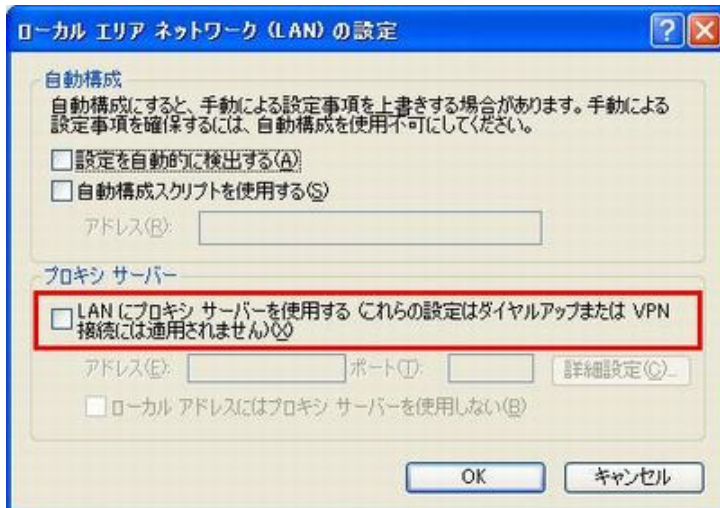 ローカル エリア ネットワーク (LAN) の設定
自動構成
自動構成にすると、手動による設定事項を上書きする場合があります。手動による
設定事項を確保するには、自動構成を使用不可にしてください。
設定を自動的に検出する(A)
自動構成スクリプトを使用する(S)
アドレス(R):
プロキシ サーバー
LAN にプロキシ サーバーを使用する (これらの設定はダイヤルアップまたは VPN
接続には適用されません)(X)
アドレス(E): ポート(T): 詳細設定(C)...
ローカル アドレスにはプロキシ サーバーを使用しない(B)
OK キャンセル